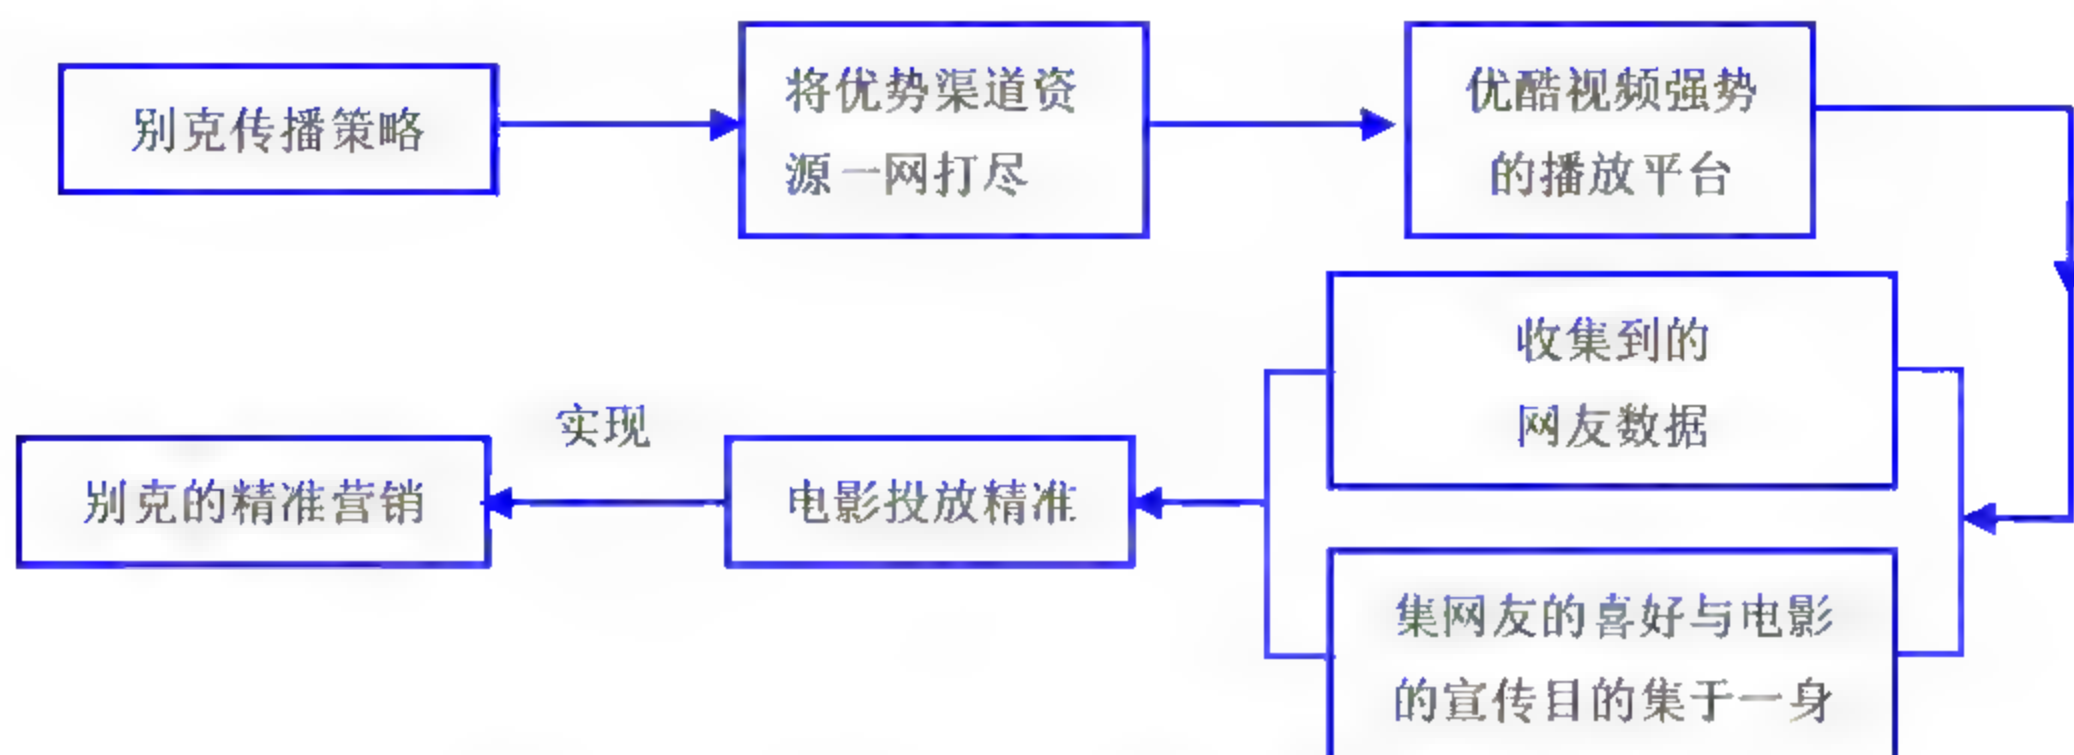 别克传播策略
将优势渠道资
源一网打尽
优酷视频强势
的播放平台
收集到的
网友数据
集网友的喜好与电影
的宣传目的集于一身
电影投放精准
实现
别克的精准营销